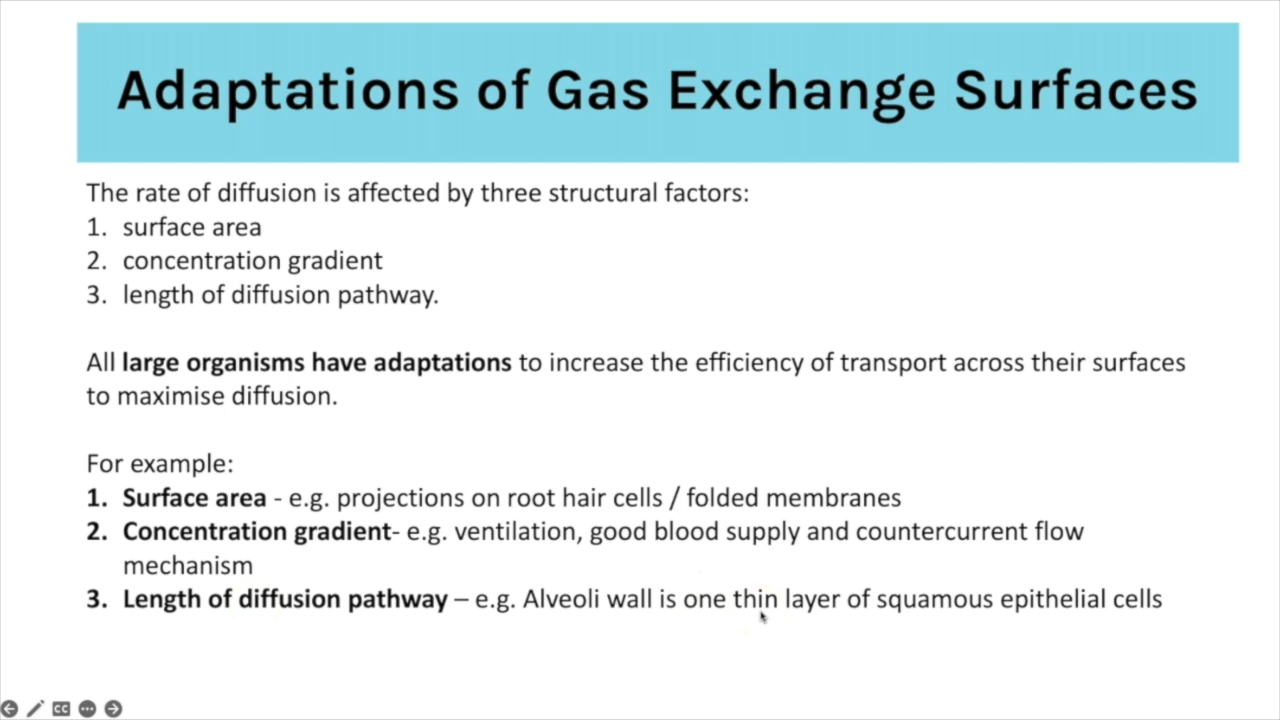 Adaptations of Gas Exchange Surfaces
The rate of diffusion is affected by three structural factors:
1. surface area
2. concentration gradient
3. length of diffusion pathway.
All large organisms have adaptations to increase the efficiency of transport across their surfaces
to maximise diffusion.
For example:
1. Surface area - e.g. projections on root hair cells / folded membranes
2. Concentration gradient- e.g. ventilation, good blood supply and countercurrent flow
mechanism
3. Length of diffusion pathway – e.g. Alveoli wall is one thin layer of squamous epithelial cells
CC